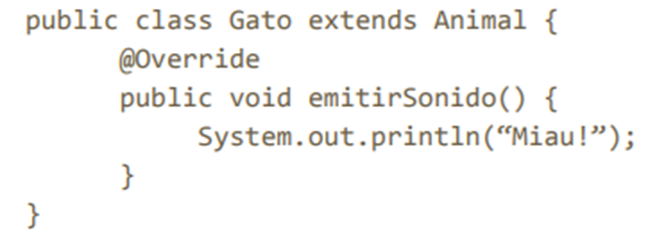 public class Gato extends Animal {
@Override
public void emitirSonido() {
System.out.println(“Miau!”);
}
}